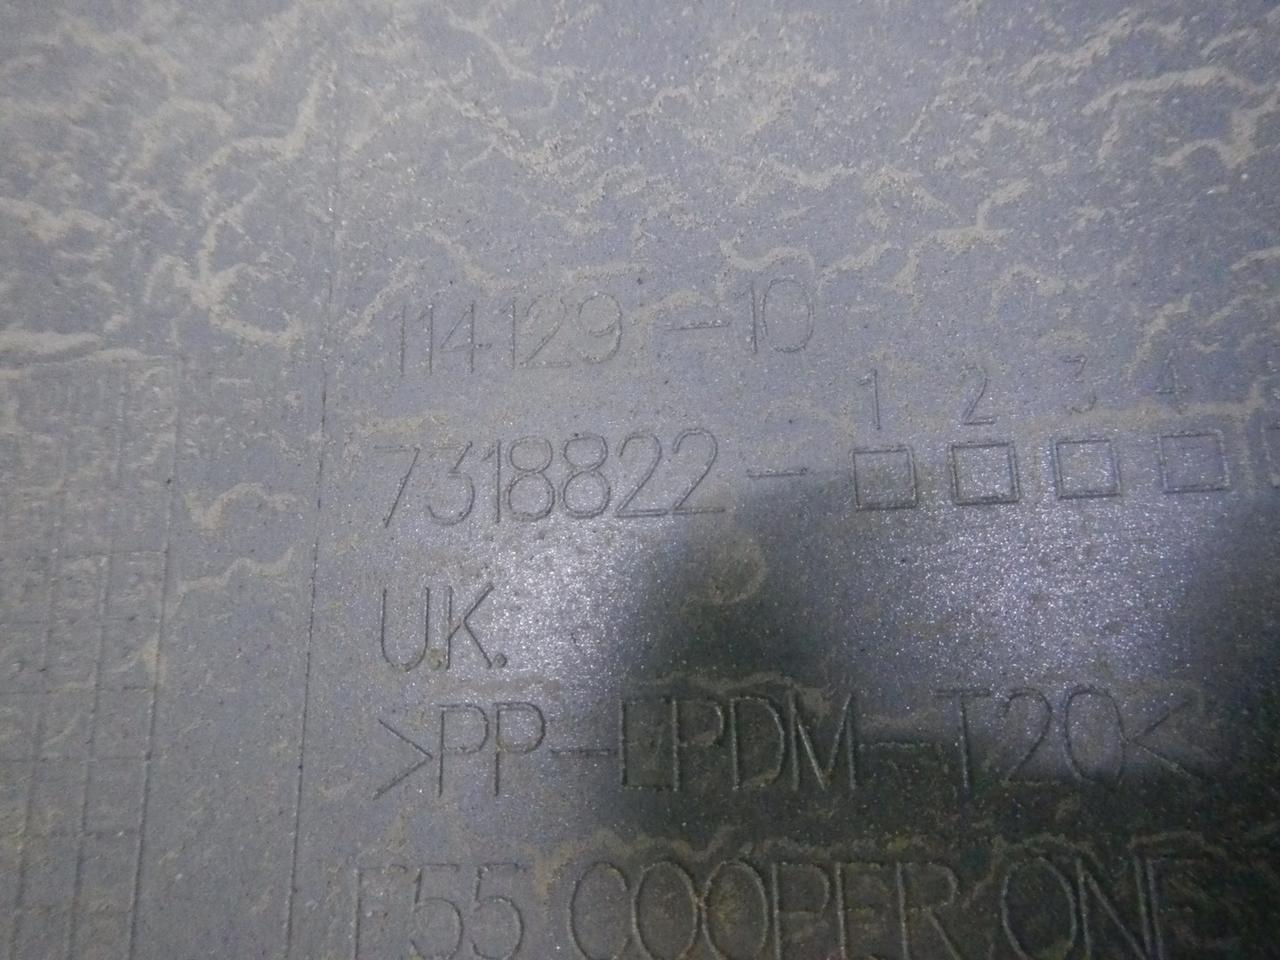 114129-10
1 2 3 4
7318822-□□□□
U.K.
>PP-EPDM-T20<
F55 COOPER ONE